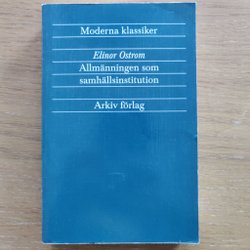 Moderna klassiker
Elinor Ostrom
Allmänningen som
samhällsinstitution
Arkiv förlag